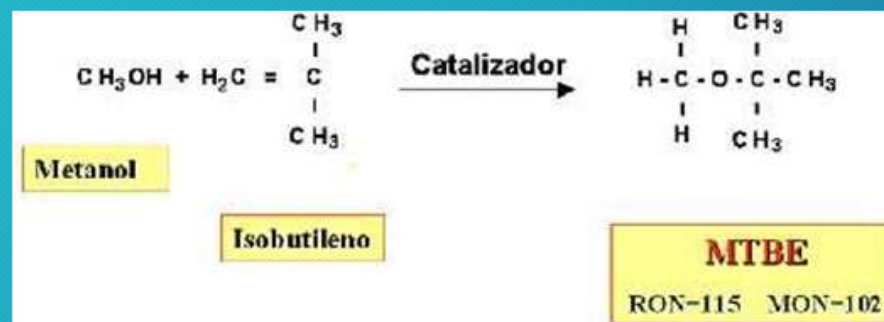 CH₃
CH₃OH + H₂C = C
CH₃
Catalizador
H CH₃
H - C - O - C - CH₃
H CH₃
Metanol
Isobutileno
MTBE
RON-115 MON-102